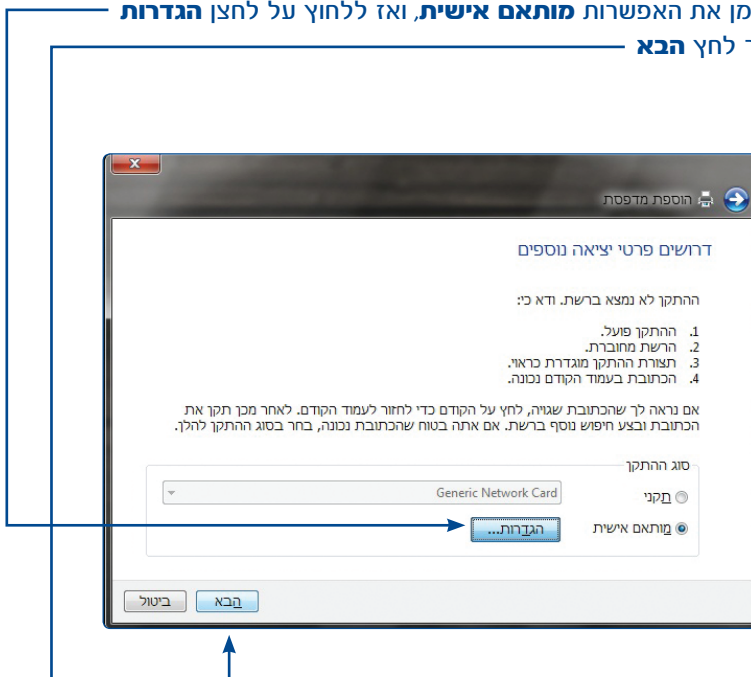 מן את האפשרות מותאם אישית, ואז ללחוץ על לחצן הגדרות
לחץ הבא
x
הוספת מדפסת
דרושים פרטי יציאה נוספים
ההתקן לא נמצא ברשת. ודא כי:
1. ההתקן פועל.
2. הרשת מחוברת.
3. תצורת ההתקן מוגדרת כראוי.
4. הכתובת בעמוד הקודם נכונה.
אם נראה לך שהכתובת שגויה, לחץ על הקודם כדי לחזור לעמוד הקודם. לאחר מכן תקן את
הכתובת ובצע חיפוש נוסף ברשת. אם אתה בטוח שהכתובת נכונה, בחר בסוג ההתקן להלן.
סוג ההתקן
תקני
Generic Network Card
מותאם אישית
הגדרות...
הבא
ביטול